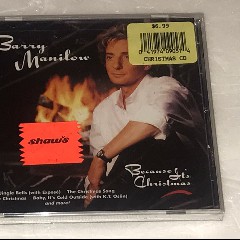 $6.99
CHRISTMAS CD
Barry
Manilow
shaw's
Because It's
Christmas
Jingle Bells (with Exposé) The Christmas Song
Christmas Baby, It's Cold Outside (with K.T. Oslin)
and more!